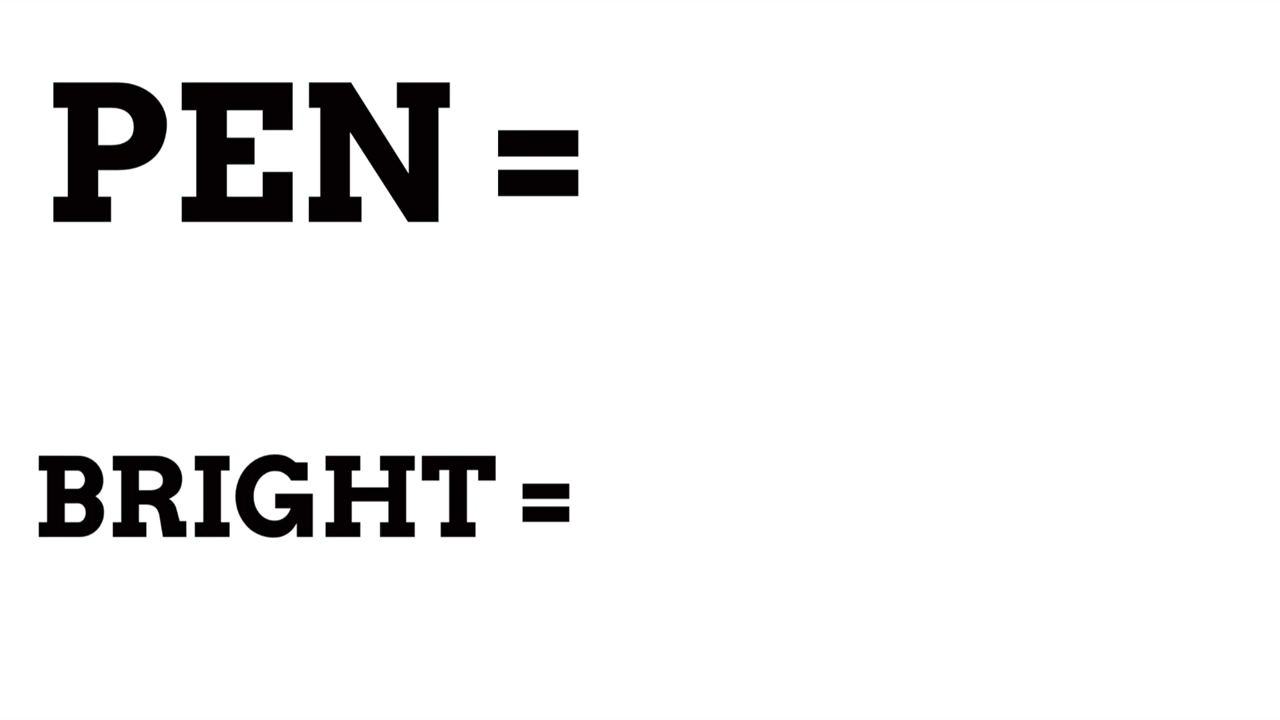 PEN =
BRIGHT =